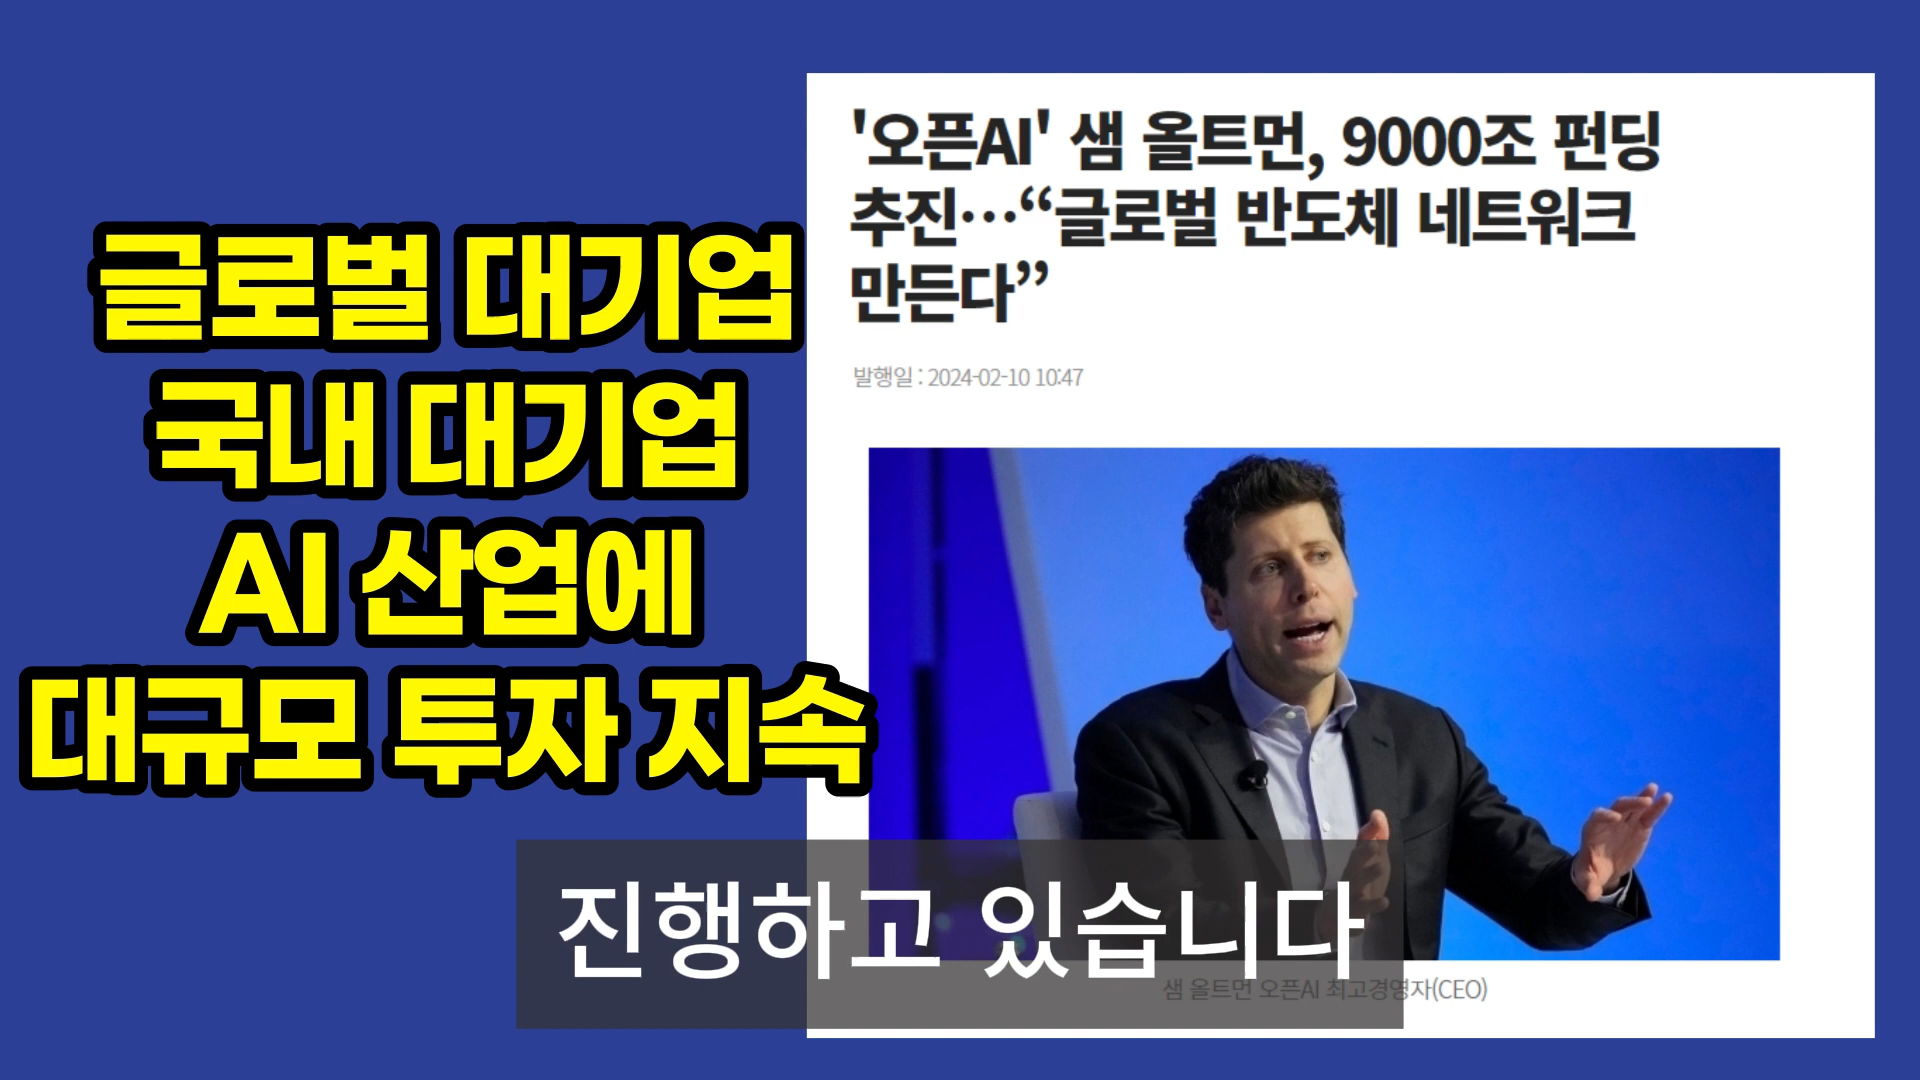 글로벌 대기업
국내 대기업
AI 산업에
대규모 투자 지속
'오픈AI' 샘 올트먼, 9000조 펀딩
추진…“글로벌 반도체 네트워크
만든다”
발행일 : 2024-02-10 10:47
샘 올트먼 오픈AI 최고경영자(CEO)
진행하고 있습니다